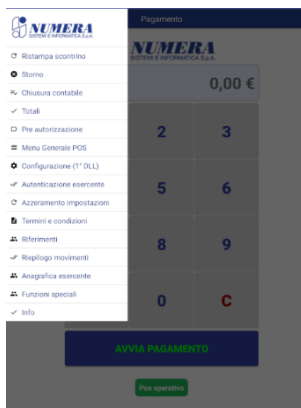 NUMERA
SISTEMI E INFORMATICA S.p.A.
Ristampa scontrino
Storno
Chiusura contabile
Totali
Pre autorizzazione
Menu Generale POS
Configurazione (1° DLL)
Autenticazione esercente
Azzeramento impostazioni
Termini e condizioni
Riferimenti
Riepilogo movimenti
Anagrafica esercente
Funzioni speciali
Info
Pagamento
NUMERA
SISTEMI E INFORMATICA S.p.A.
0,00 €
2 3
5 6
8 9
0 C
AVVIA PAGAMENTO
Pos operativo